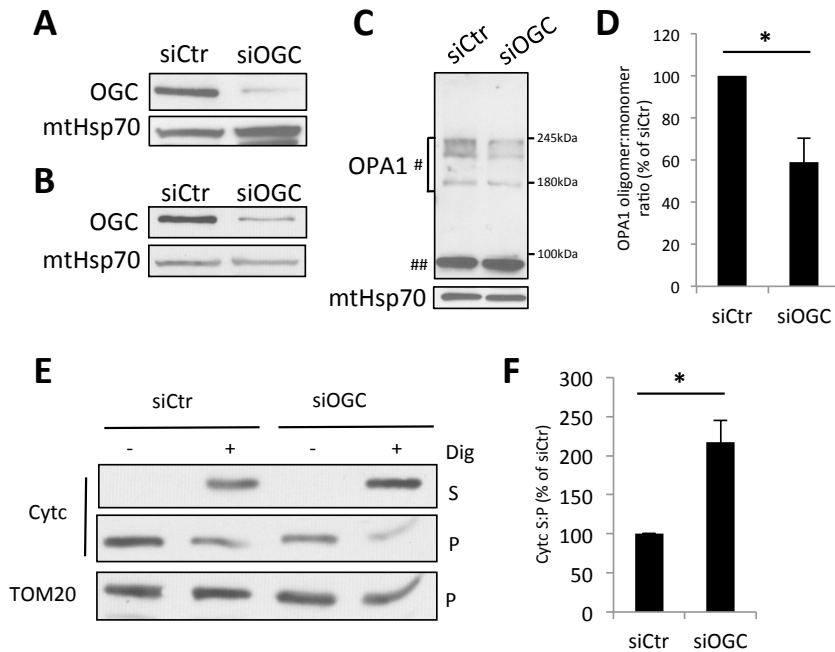 A
siCtr siOGC
OGC
mtHsp70
B
siCtr siOGC
OGC
mtHsp70
C
siCtr siOGC
OPA1 #
##
245kDa
180kDa
100kDa
mtHsp70
D
OPA1 oligomer:monomer
ratio (% of siCtr)
120
100
80
60
40
20
0
*
siCtr siOGC
E
siCtr siOGC
- + - + Dig
Cytc
S
P
TOM20 P
F
Cytc S:P (% of siCtr)
300
250
200
150
100
50
0
*
siCtr siOGC